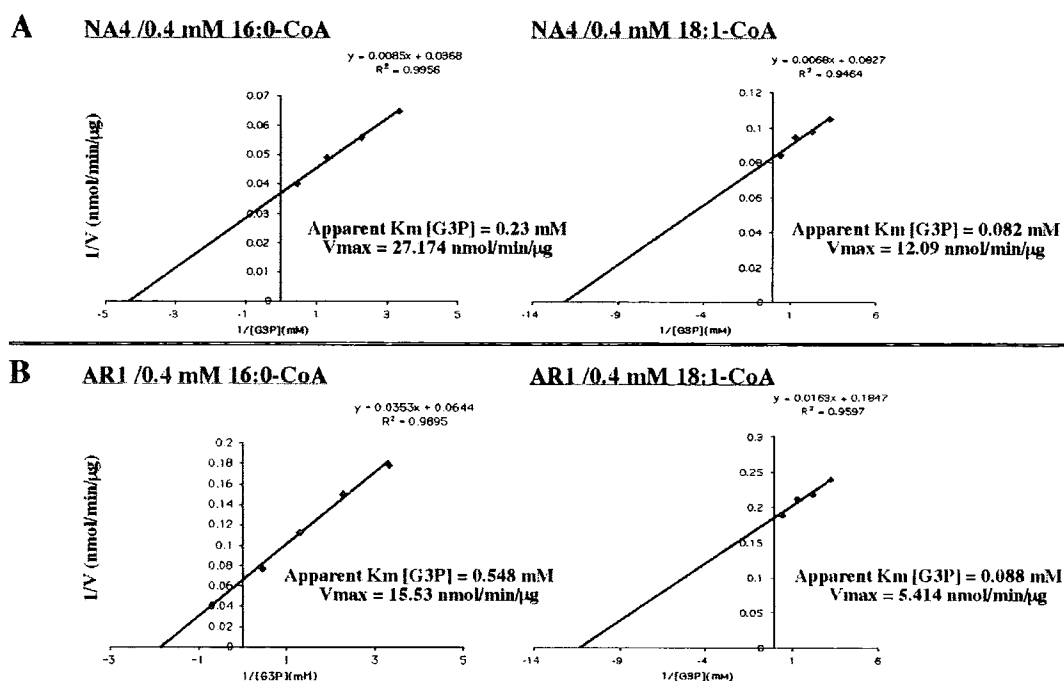 A
NA4 /0.4 mM 16:0-CoA
y = 0.0085x + 0.0368
R² = 0.9956
1/V (nmol/min/µg)
0.07
0.06
0.05
0.04
0.03
0.02
0.01
0
-5 -3 -1 1 3 5
1/[G3P](mM)
Apparent Km [G3P] = 0.23 mM
Vmax = 27.174 nmol/min/µg
NA4 /0.4 mM 18:1-CoA
y = 0.0068x + 0.0827
R² = 0.9464
0.12
0.1
0.08
0.06
0.04
0.02
0
-14 -9 -4 1 6
1/[G3P](mM)
Apparent Km [G3P] = 0.082 mM
Vmax = 12.09 nmol/min/µg
B
AR1 /0.4 mM 16:0-CoA
y = 0.0353x + 0.0644
R² = 0.9895
1/V (nmol/min/µg)
0.2
0.18
0.16
0.14
0.12
0.1
0.08
0.06
0.04
0.02
0
-3 -1 1 3 5
1/[G3P](mM)
Apparent Km [G3P] = 0.548 mM
Vmax = 15.53 nmol/min/µg
AR1 /0.4 mM 18:1-CoA
y = 0.0163x + 0.1847
R² = 0.9597
0.3
0.25
0.2
0.15
0.1
0.05
0
-14 -9 -4 1 6
1/[G3P](mM)
Apparent Km [G3P] = 0.088 mM
Vmax = 5.414 nmol/min/µg